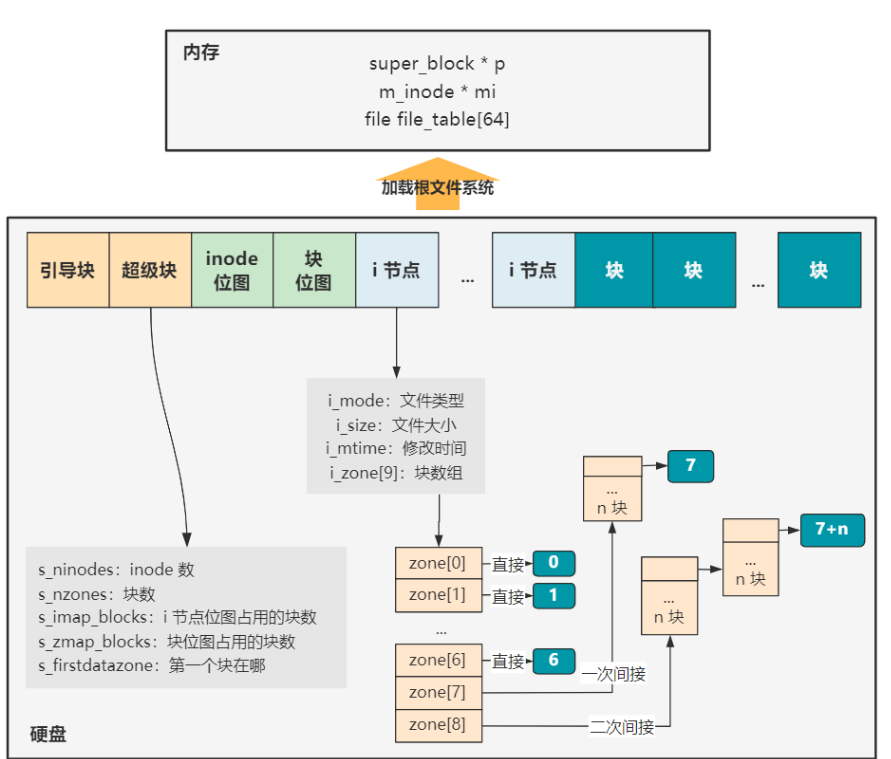 内存
super_block * p
m_inode * mi
file file_table[64]
加载根文件系统
引导块
超级块
inode
位图
块
位图
i 节点
...
i 节点
块
块
...
块
i_mode：文件类型
i_size：文件大小
i_mtime：修改时间
i_zone[9]：块数组
s_ninodes：inode 数
s_nzones：块数
s_imap_blocks：i 节点位图占用的块数
s_zmap_blocks：块位图占用的块数
s_firstdatazone：第一个块在哪
zone[0]
直接
0
zone[1]
直接
1
...
zone[6]
直接
6
zone[7]
一次间接
zone[8]
二次间接
...
n 块
7
...
n 块
...
n 块
7+n
硬盘